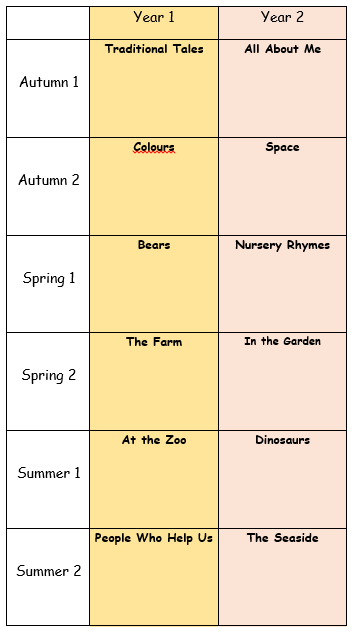 Year 1 Year 2
Traditional Tales All About Me
Autumn 1
Colours Space
Autumn 2
Bears Nursery Rhymes
Spring 1
The Farm In the Garden
Spring 2
At the Zoo Dinosaurs
Summer 1
People Who Help Us The Seaside
Summer 2